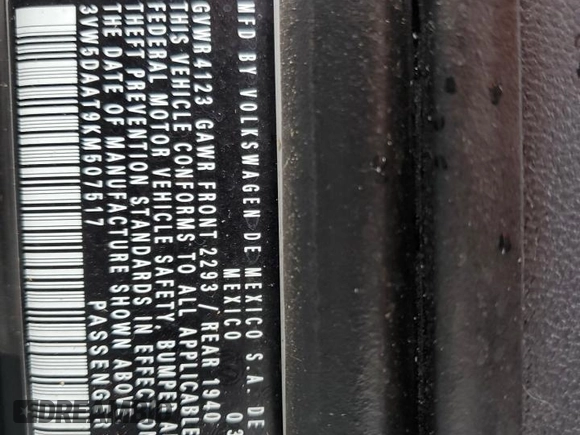 MFD BY VOLKSWAGEN DE MEXICO S.A. DE
MEXICO 03
GVWR 4123 GAWR FRONT 2293 / REAR 1940
THIS VEHICLE CONFORMS TO ALL APPLICABLE
FEDERAL MOTOR VEHICLE SAFETY, BUMPER
THEFT PREVENTION STANDARDS IN EFFECT ON
THE DATE OF MANUFACTURE SHOWN ABOVE
3VW5DAAT9KM507517 PASSENGER